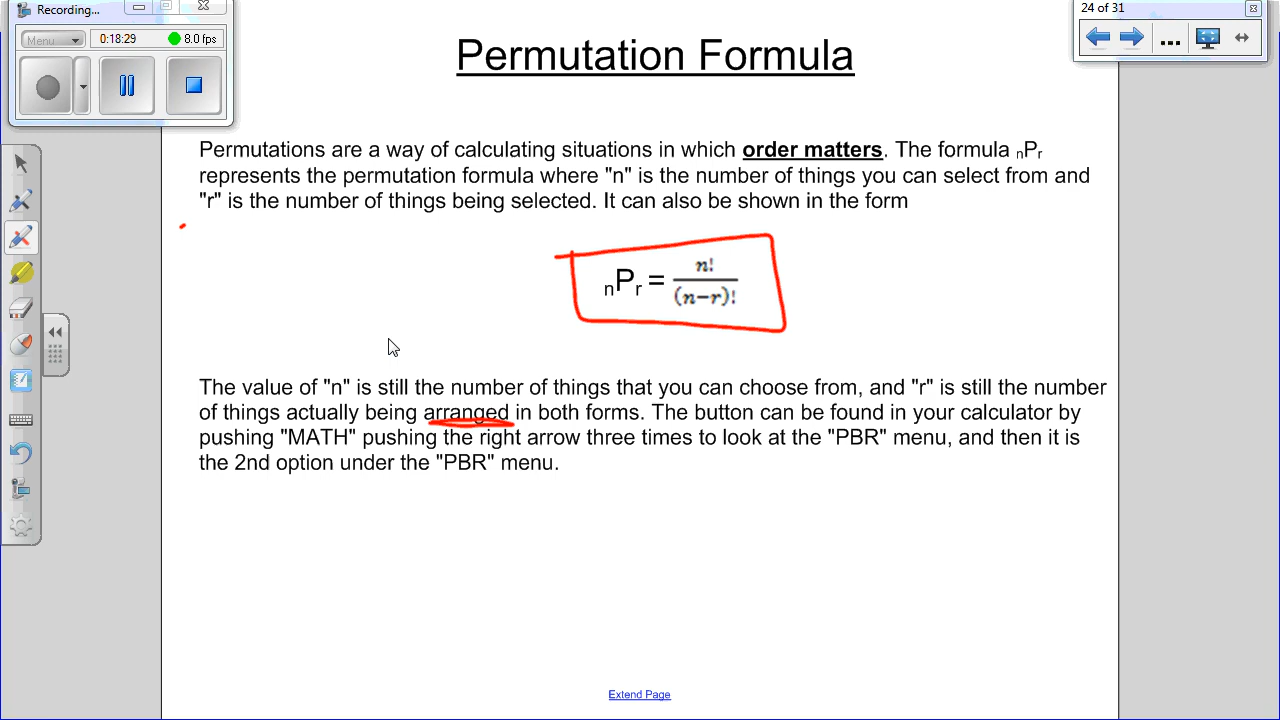 Recording...
Menu
0:18:29
8.0 fps
24 of 31
Permutation Formula
Permutations are a way of calculating situations in which order matters. The formula nPr
represents the permutation formula where "n" is the number of things you can select from and
"r" is the number of things being selected. It can also be shown in the form
nPr = n!/(n−r)!
The value of "n" is still the number of things that you can choose from, and "r" is still the number
of things actually being arranged in both forms. The button can be found in your calculator by
pushing "MATH" pushing the right arrow three times to look at the "PBR" menu, and then it is
the 2nd option under the "PBR" menu.
Extend Page